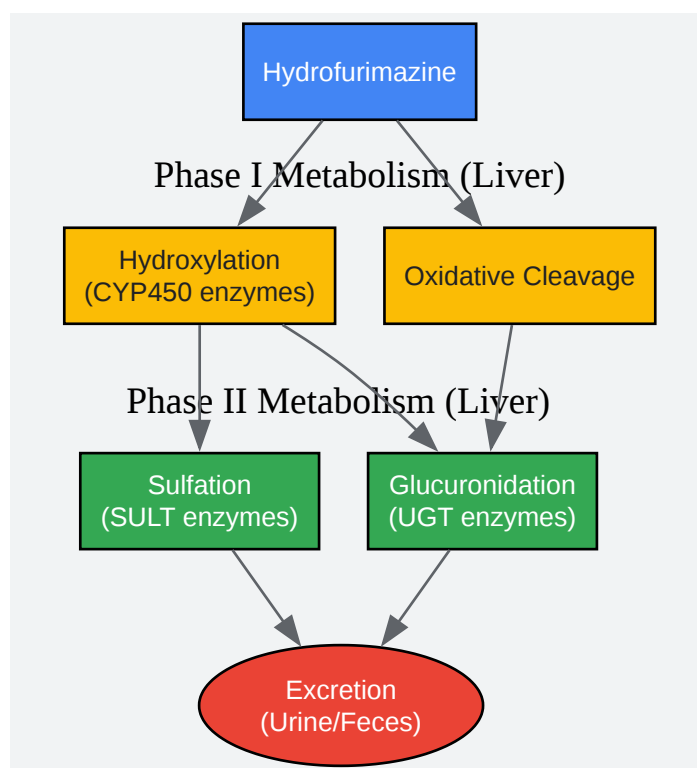 Hydrofurimazine
Phase I Metabolism (Liver)
Hydroxylation
(CYP450 enzymes)
Oxidative Cleavage
Phase II Metabolism (Liver)
Sulfation
(SULT enzymes)
Glucuronidation
(UGT enzymes)
Excretion
(Urine/Feces)